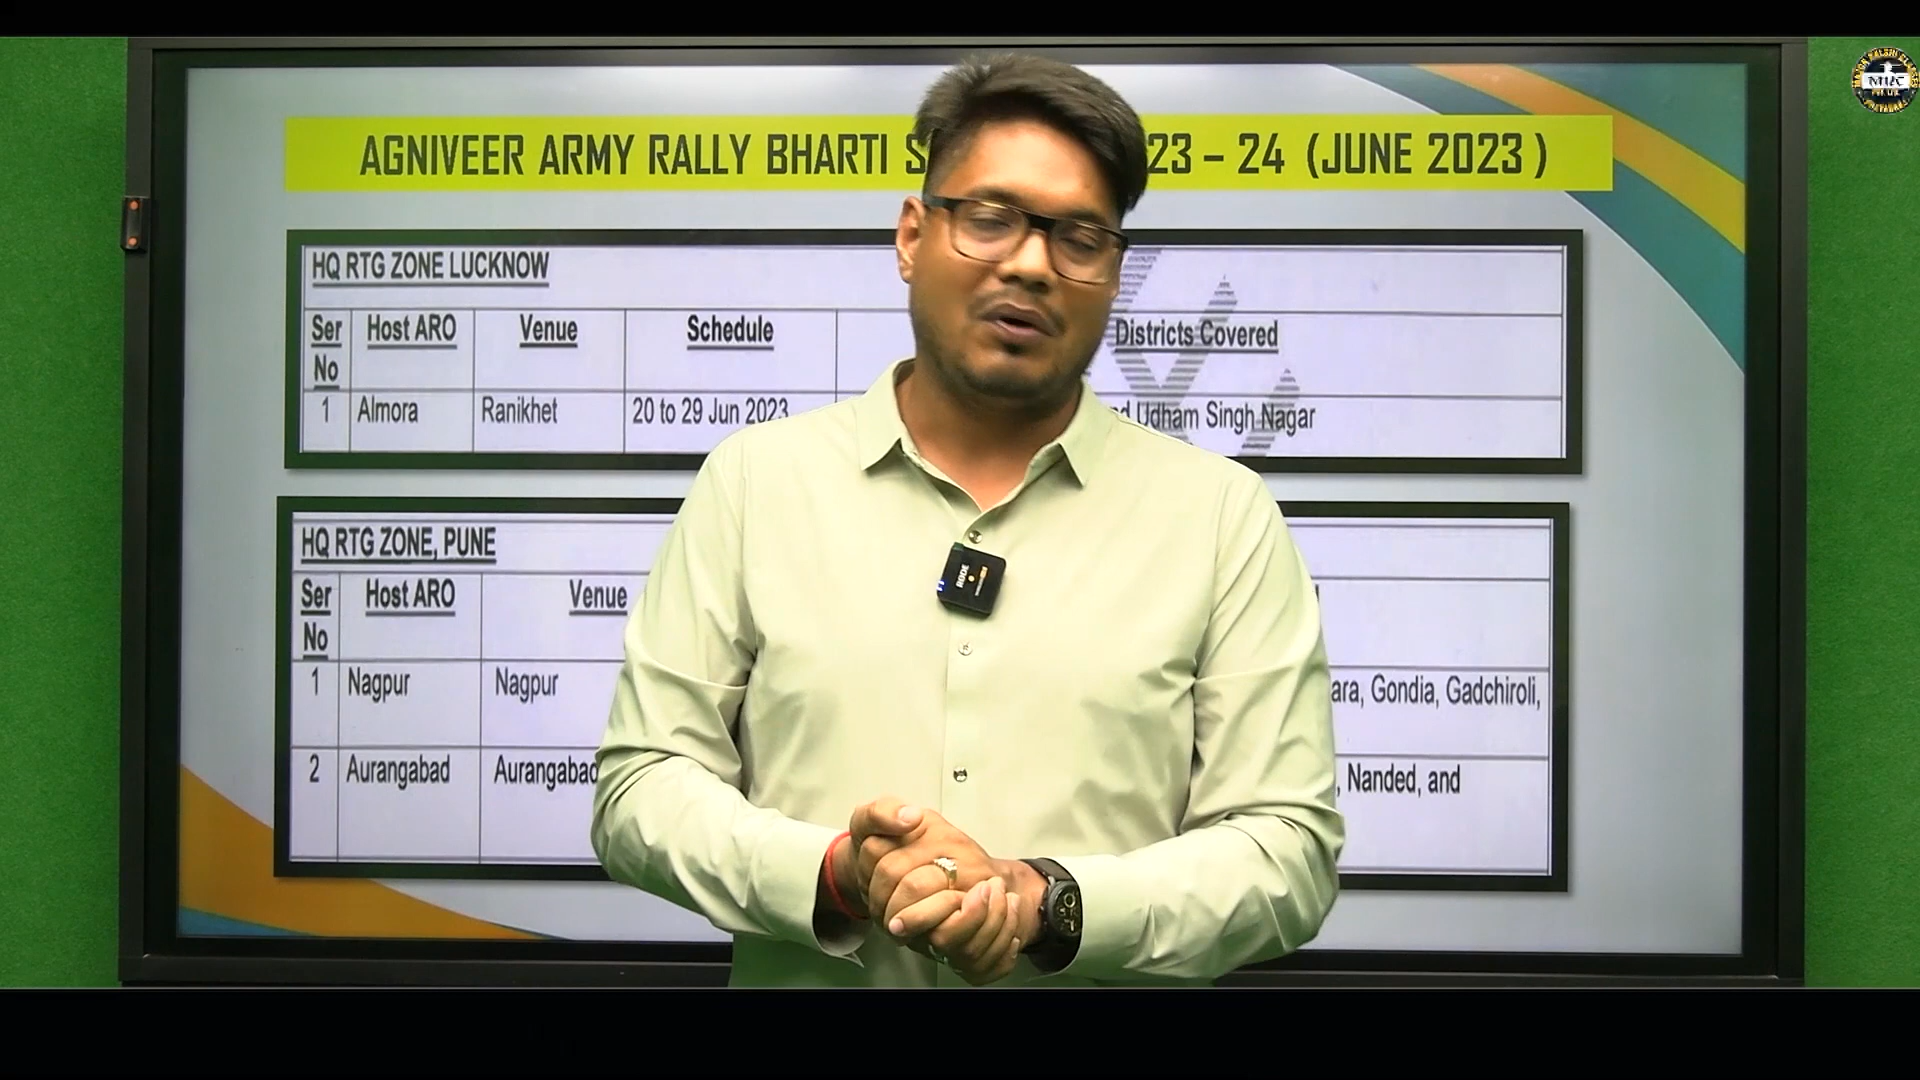 AGNIVEER ARMY RALLY BHARTI S 23 – 24 (JUNE 2023 )
HQ RTG ZONE LUCKNOW
Ser No Host ARO Venue Schedule Districts Covered
1 Almora Ranikhet 20 to 29 Jun 2023 Udham Singh Nagar
HQ RTG ZONE, PUNE
Ser No Host ARO Venue
1 Nagpur Nagpur ara, Gondia, Gadchiroli,
2 Aurangabad Aurangabad , Nanded, and
RODE
MKC